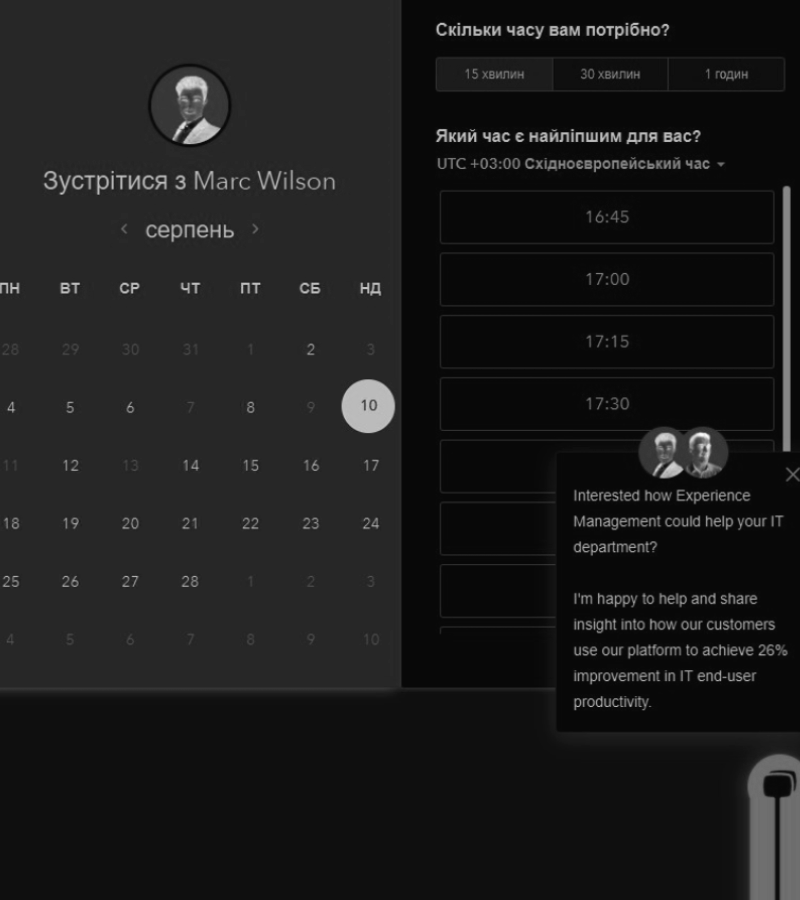 Зустрітися з Marc Wilson
серпень
ПН ВТ СР ЧТ ПТ СБ НД
28 29 30 31 1 2 3
4 5 6 7 8 9 10
11 12 13 14 15 16 17
18 19 20 21 22 23 24
25 26 27 28 1 2 3
4 5 6 7 8 9 10
Скільки часу вам потрібно?
15 хвилин 30 хвилин 1 годин
Який час є найліпшим для вас?
UTC +03:00 Східноєвропейський час
16:45
17:00
17:15
17:30
Interested how Experience
Management could help your IT
department?
I'm happy to help and share
insight into how our customers
use our platform to achieve 26%
improvement in IT end-user
productivity.